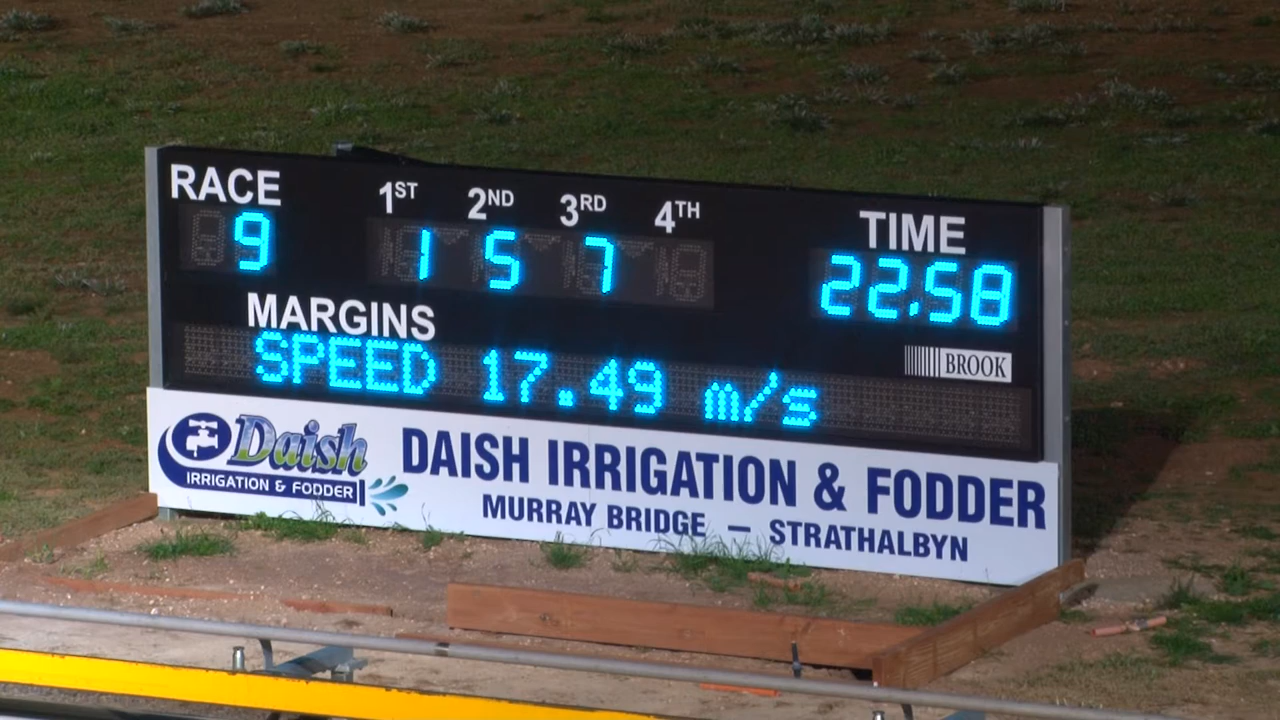 RACE 1ST 2ND 3RD 4TH TIME
9 1 5 7 22.58
MARGINS
BROOK
SPEED 17.49 m/s
Daish
IRRIGATION & FODDER
DAISH IRRIGATION & FODDER
MURRAY BRIDGE — STRATHALBYN